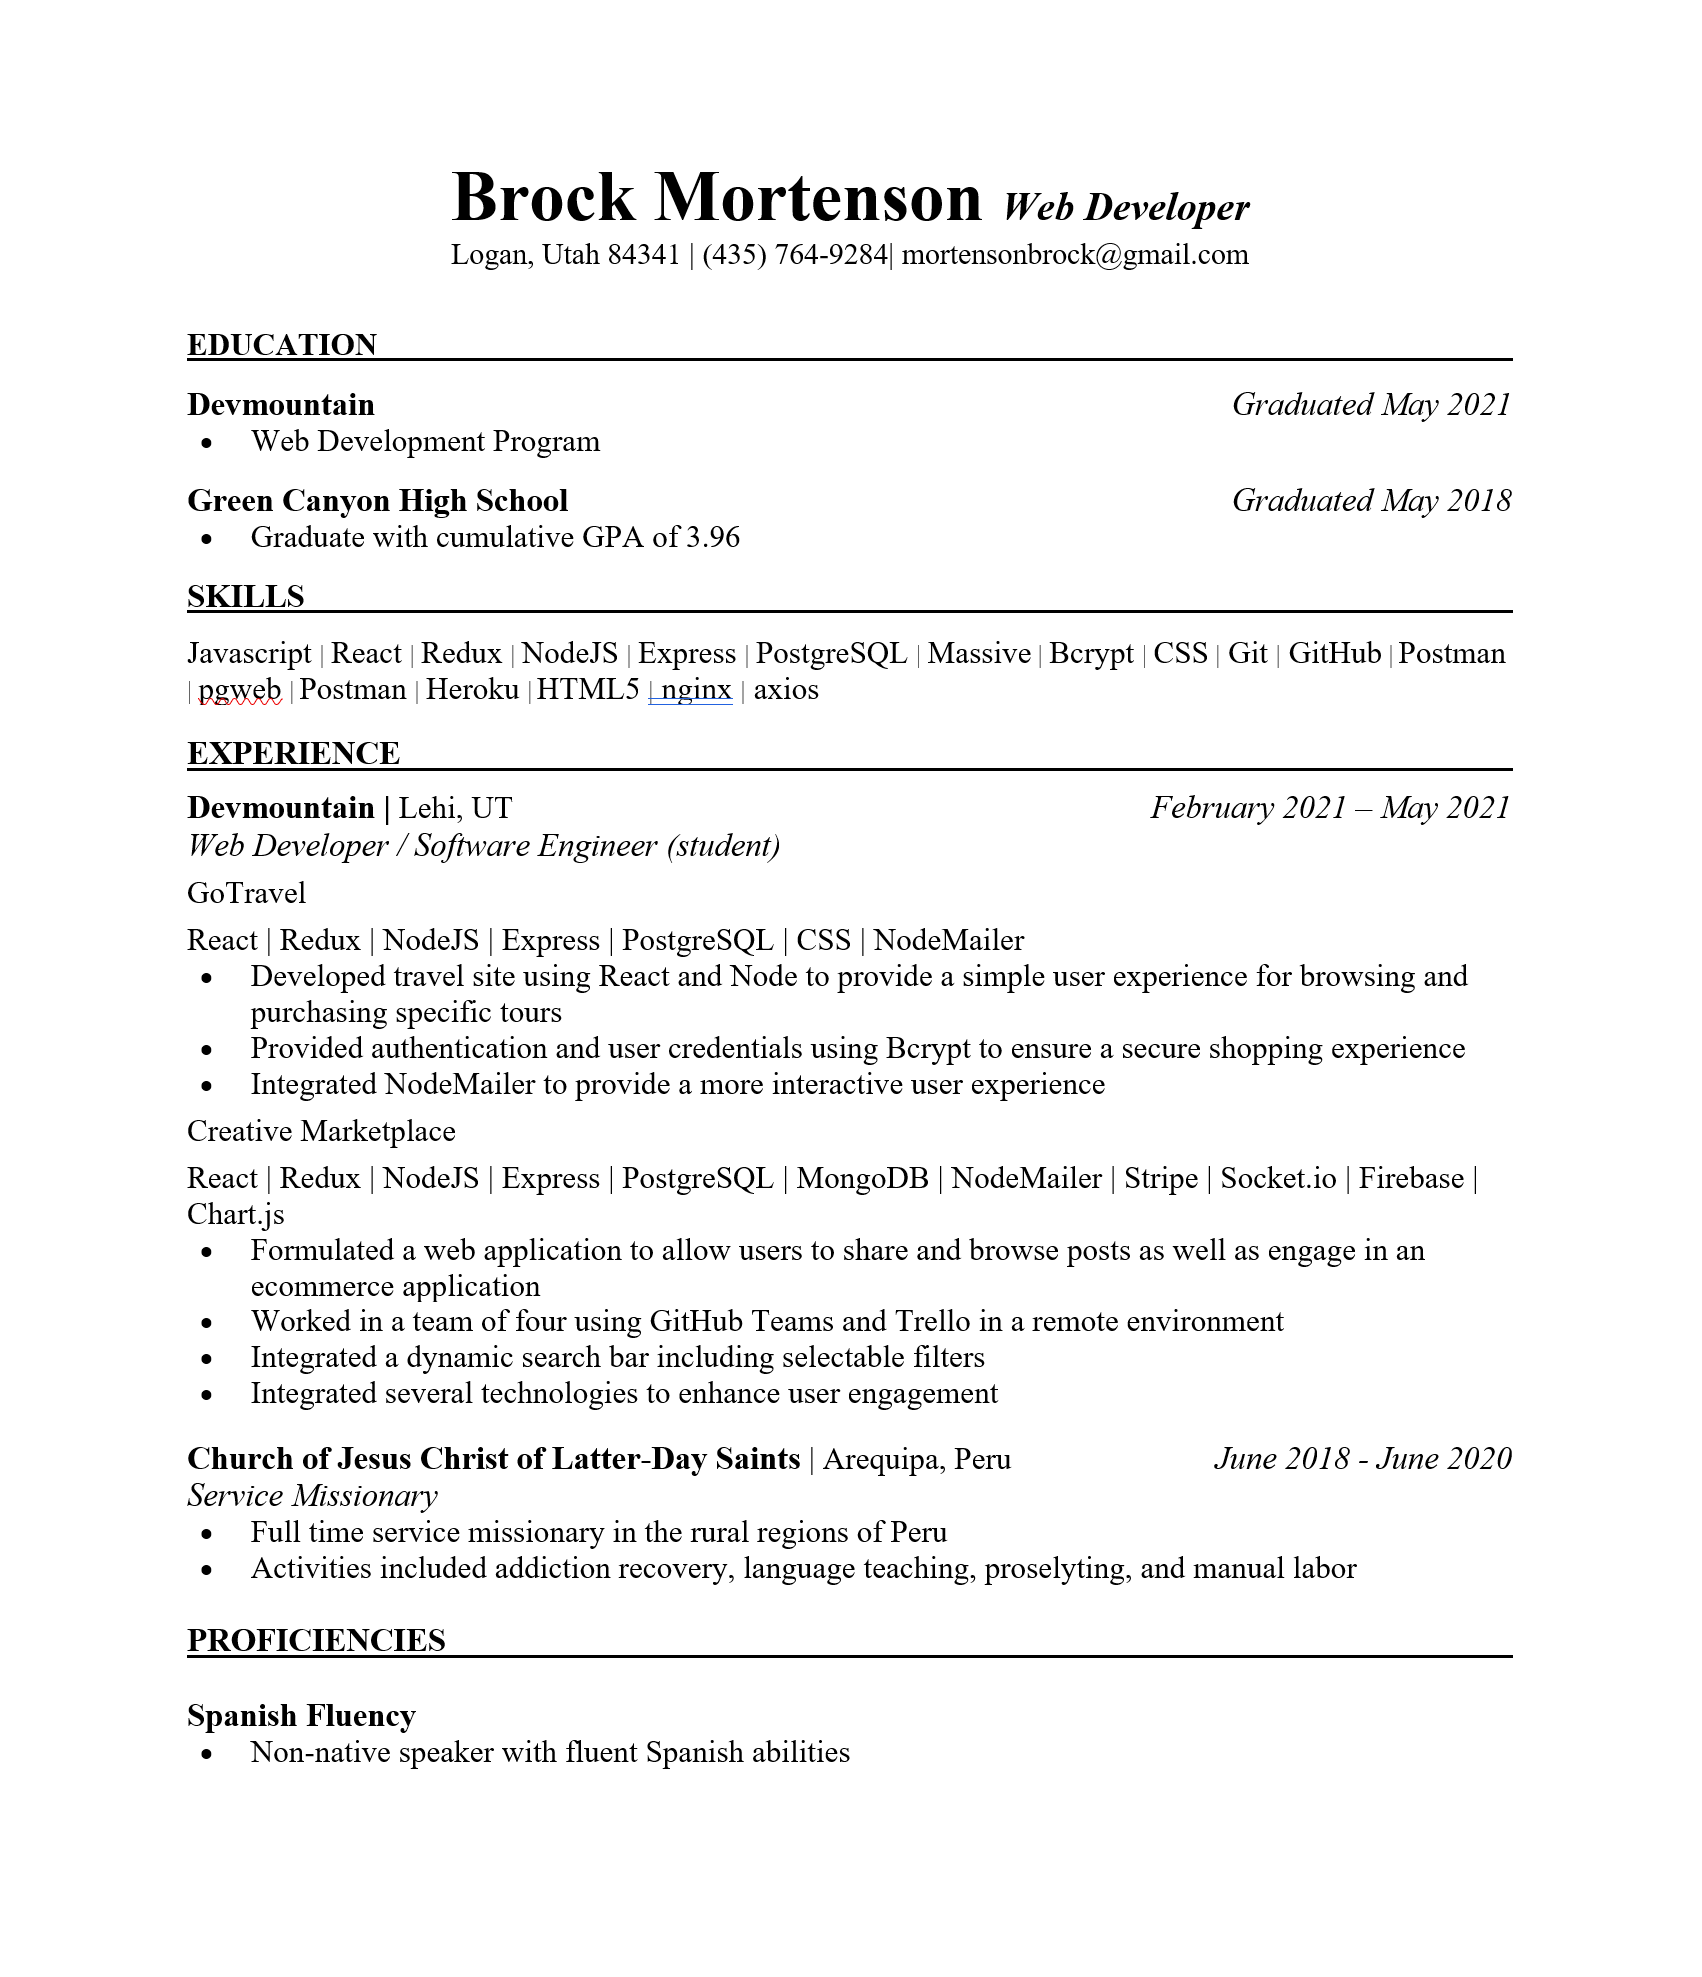 Brock Mortenson Web Developer
Logan, Utah 84341 | (435) 764-9284| mortensonbrock@gmail.com
EDUCATION
Devmountain Graduated May 2021
• Web Development Program
Green Canyon High School Graduated May 2018
• Graduate with cumulative GPA of 3.96
SKILLS
Javascript | React | Redux | NodeJS | Express | PostgreSQL | Massive | Bcrypt | CSS | Git | GitHub | Postman
| pgweb | Postman | Heroku | HTML5 | nginx | axios
EXPERIENCE
Devmountain | Lehi, UT February 2021 – May 2021
Web Developer / Software Engineer (student)
GoTravel
React | Redux | NodeJS | Express | PostgreSQL | CSS | NodeMailer
• Developed travel site using React and Node to provide a simple user experience for browsing and
purchasing specific tours
• Provided authentication and user credentials using Bcrypt to ensure a secure shopping experience
• Integrated NodeMailer to provide a more interactive user experience
Creative Marketplace
React | Redux | NodeJS | Express | PostgreSQL | MongoDB | NodeMailer | Stripe | Socket.io | Firebase |
Chart.js
• Formulated a web application to allow users to share and browse posts as well as engage in an
ecommerce application
• Worked in a team of four using GitHub Teams and Trello in a remote environment
• Integrated a dynamic search bar including selectable filters
• Integrated several technologies to enhance user engagement
Church of Jesus Christ of Latter-Day Saints | Arequipa, Peru June 2018 - June 2020
Service Missionary
• Full time service missionary in the rural regions of Peru
• Activities included addiction recovery, language teaching, proselyting, and manual labor
PROFICIENCIES
Spanish Fluency
• Non-native speaker with fluent Spanish abilities